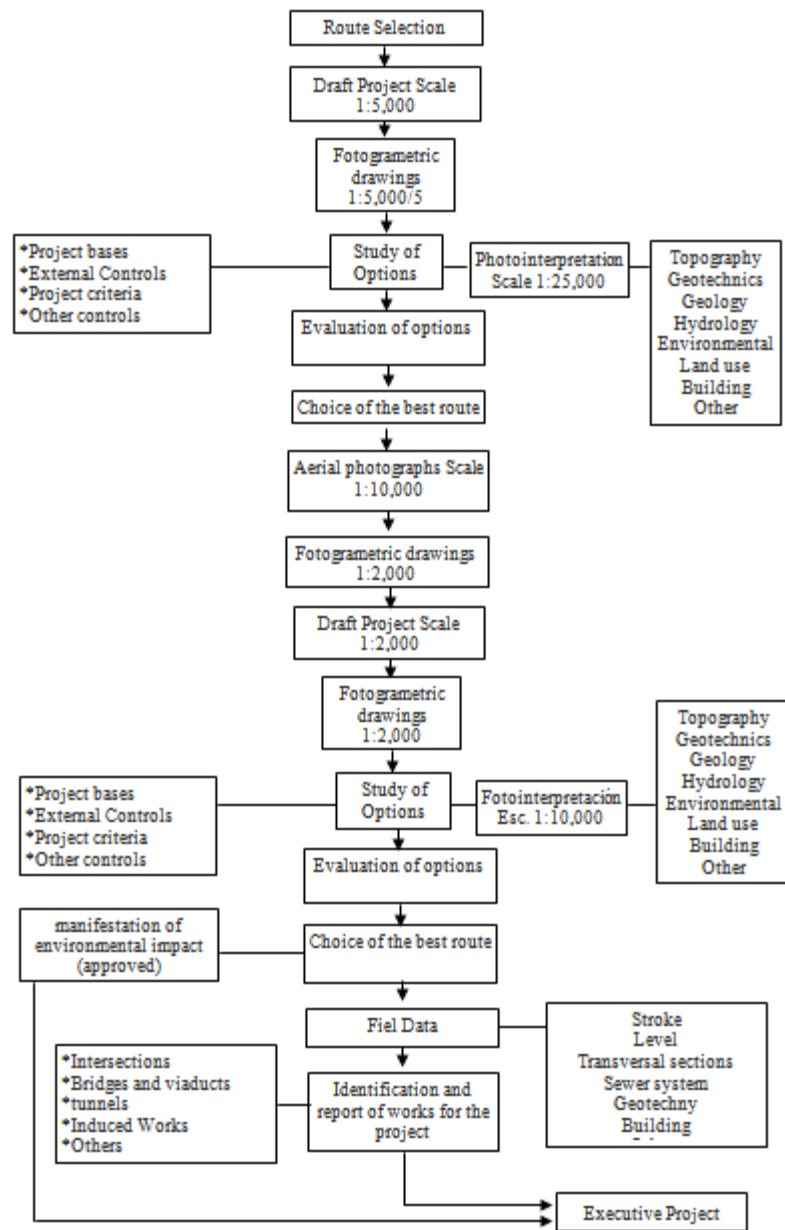 Route Selection
Draft Project Scale
1:5,000
Fotogrametric
drawings
1:5,000/5
*Project bases
*External Controls
*Project criteria
*Other controls
Study of
Options
Photointerpretation
Scale 1:25,000
Topography
Geotechnics
Geology
Hydrology
Environmental
Land use
Building
Other
Evaluation of options
Choice of the best route
Aerial photographs Scale
1:10,000
Fotogrametric drawings
1:2,000
Draft Project Scale
1:2,000
Fotogrametric
drawings
1:2,000
*Project bases
*External Controls
*Project criteria
*Other controls
Study of
Options
Fotointerpretación
Esc. 1:10,000
Topography
Geotechnics
Geology
Hydrology
Environmental
Land use
Building
Other
Evaluation of options
manifestation of
environmental impact
(approved)
Choice of the best route
Fiel Data
Stroke
Level
Transversal sections
Sewer system
Geotechny
Building
*Intersections
*Bridges and viaducts
*tunnels
*Induced Works
*Others
Identification and
report of works for the
project
Executive Project